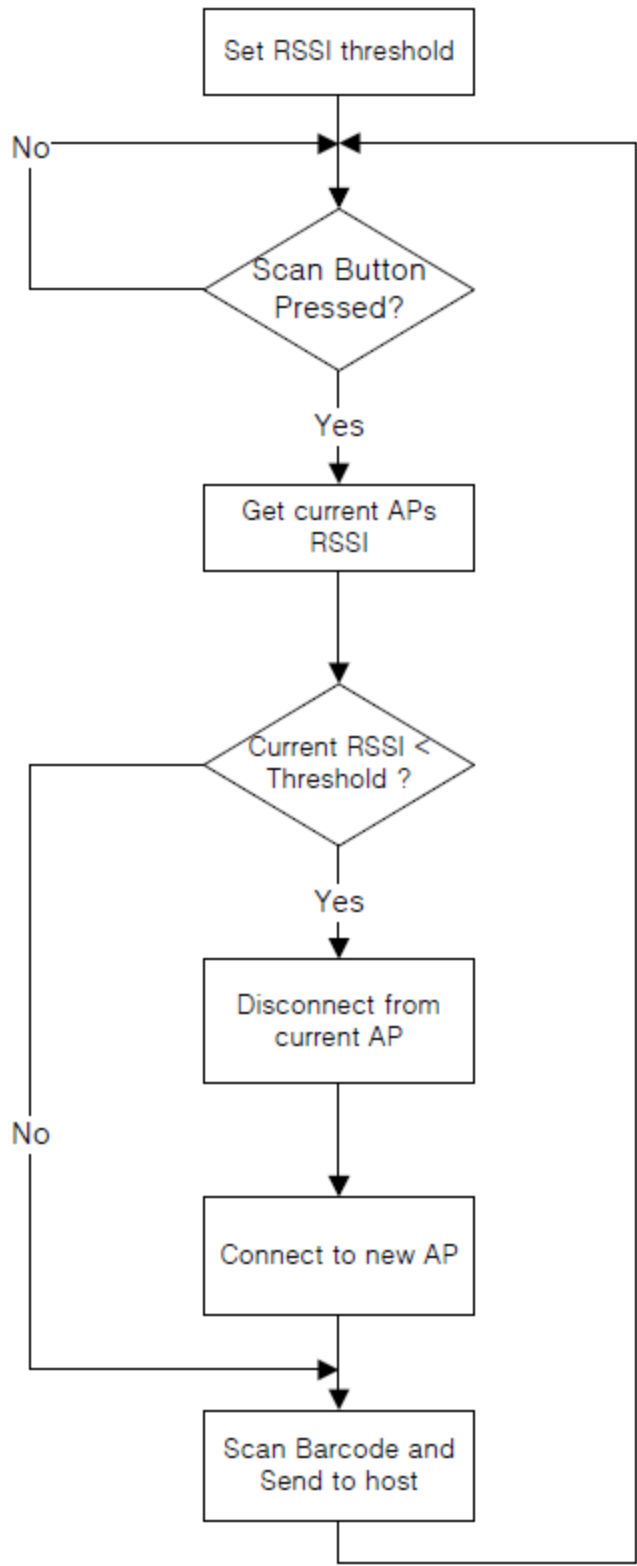 Set RSSI threshold
No
Scan Button
Pressed?
Yes
Get current APs
RSSI
Current RSSI <
Threshold ?
Yes
Disconnect from
current AP
No
Connect to new AP
Scan Barcode and
Send to host